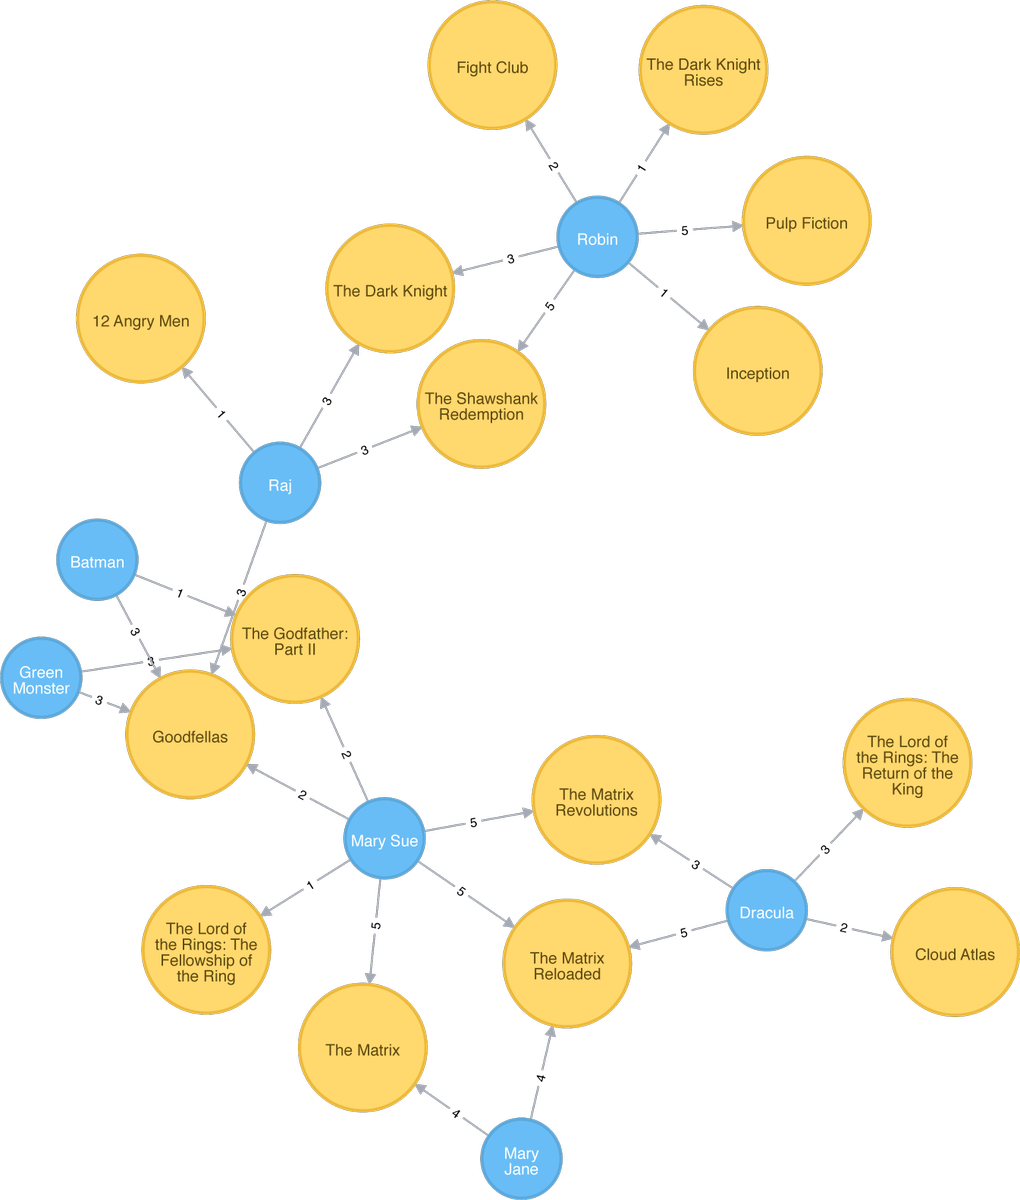 Fight Club
The Dark Knight
Rises
2
1
Pulp Fiction
5
Robin
3
The Dark Knight
1
5
12 Angry Men
Inception
The Shawshank
Redemption
3
1
3
Raj
Batman
1
3
3
The Godfather:
Part II
3
Green
Monster
3
Goodfellas
2
2
The Matrix
Revolutions
The Lord of
the Rings: The
Return of the
King
5
Mary Sue
3
3
1
5
Dracula
5
5
2
The Lord of
the Rings: The
Fellowship of
the Ring
The Matrix
Reloaded
Cloud Atlas
The Matrix
4
4
Mary
Jane